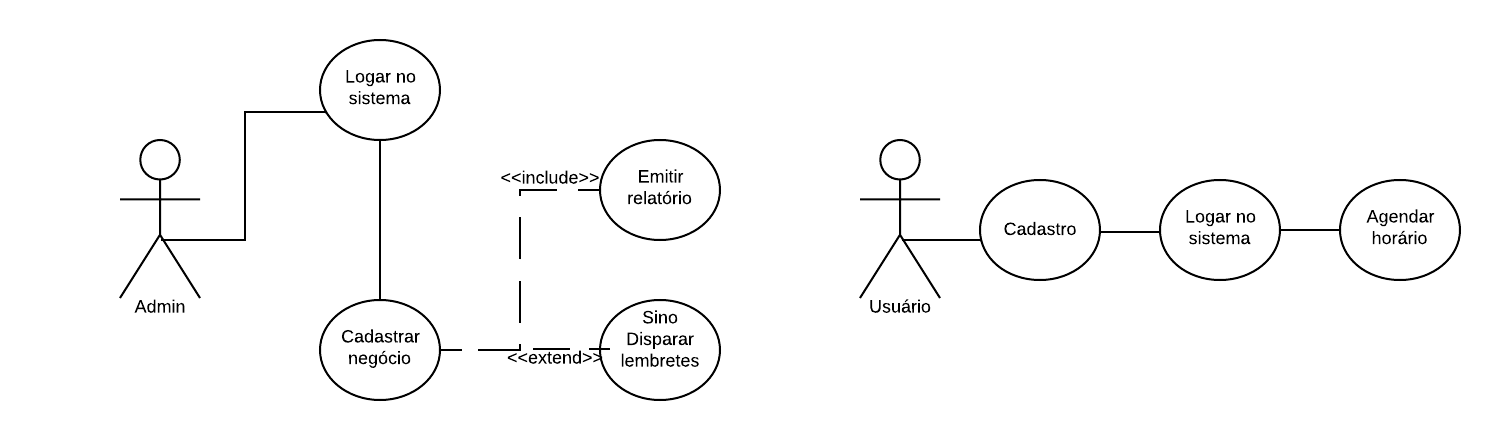 Logar no
sistema
Admin
Cadastrar
negócio
<<include>>
Emitir
relatório
<<extend>>
Sino
Disparar
lembretes
Usuário
Cadastro
Logar no
sistema
Agendar
horário